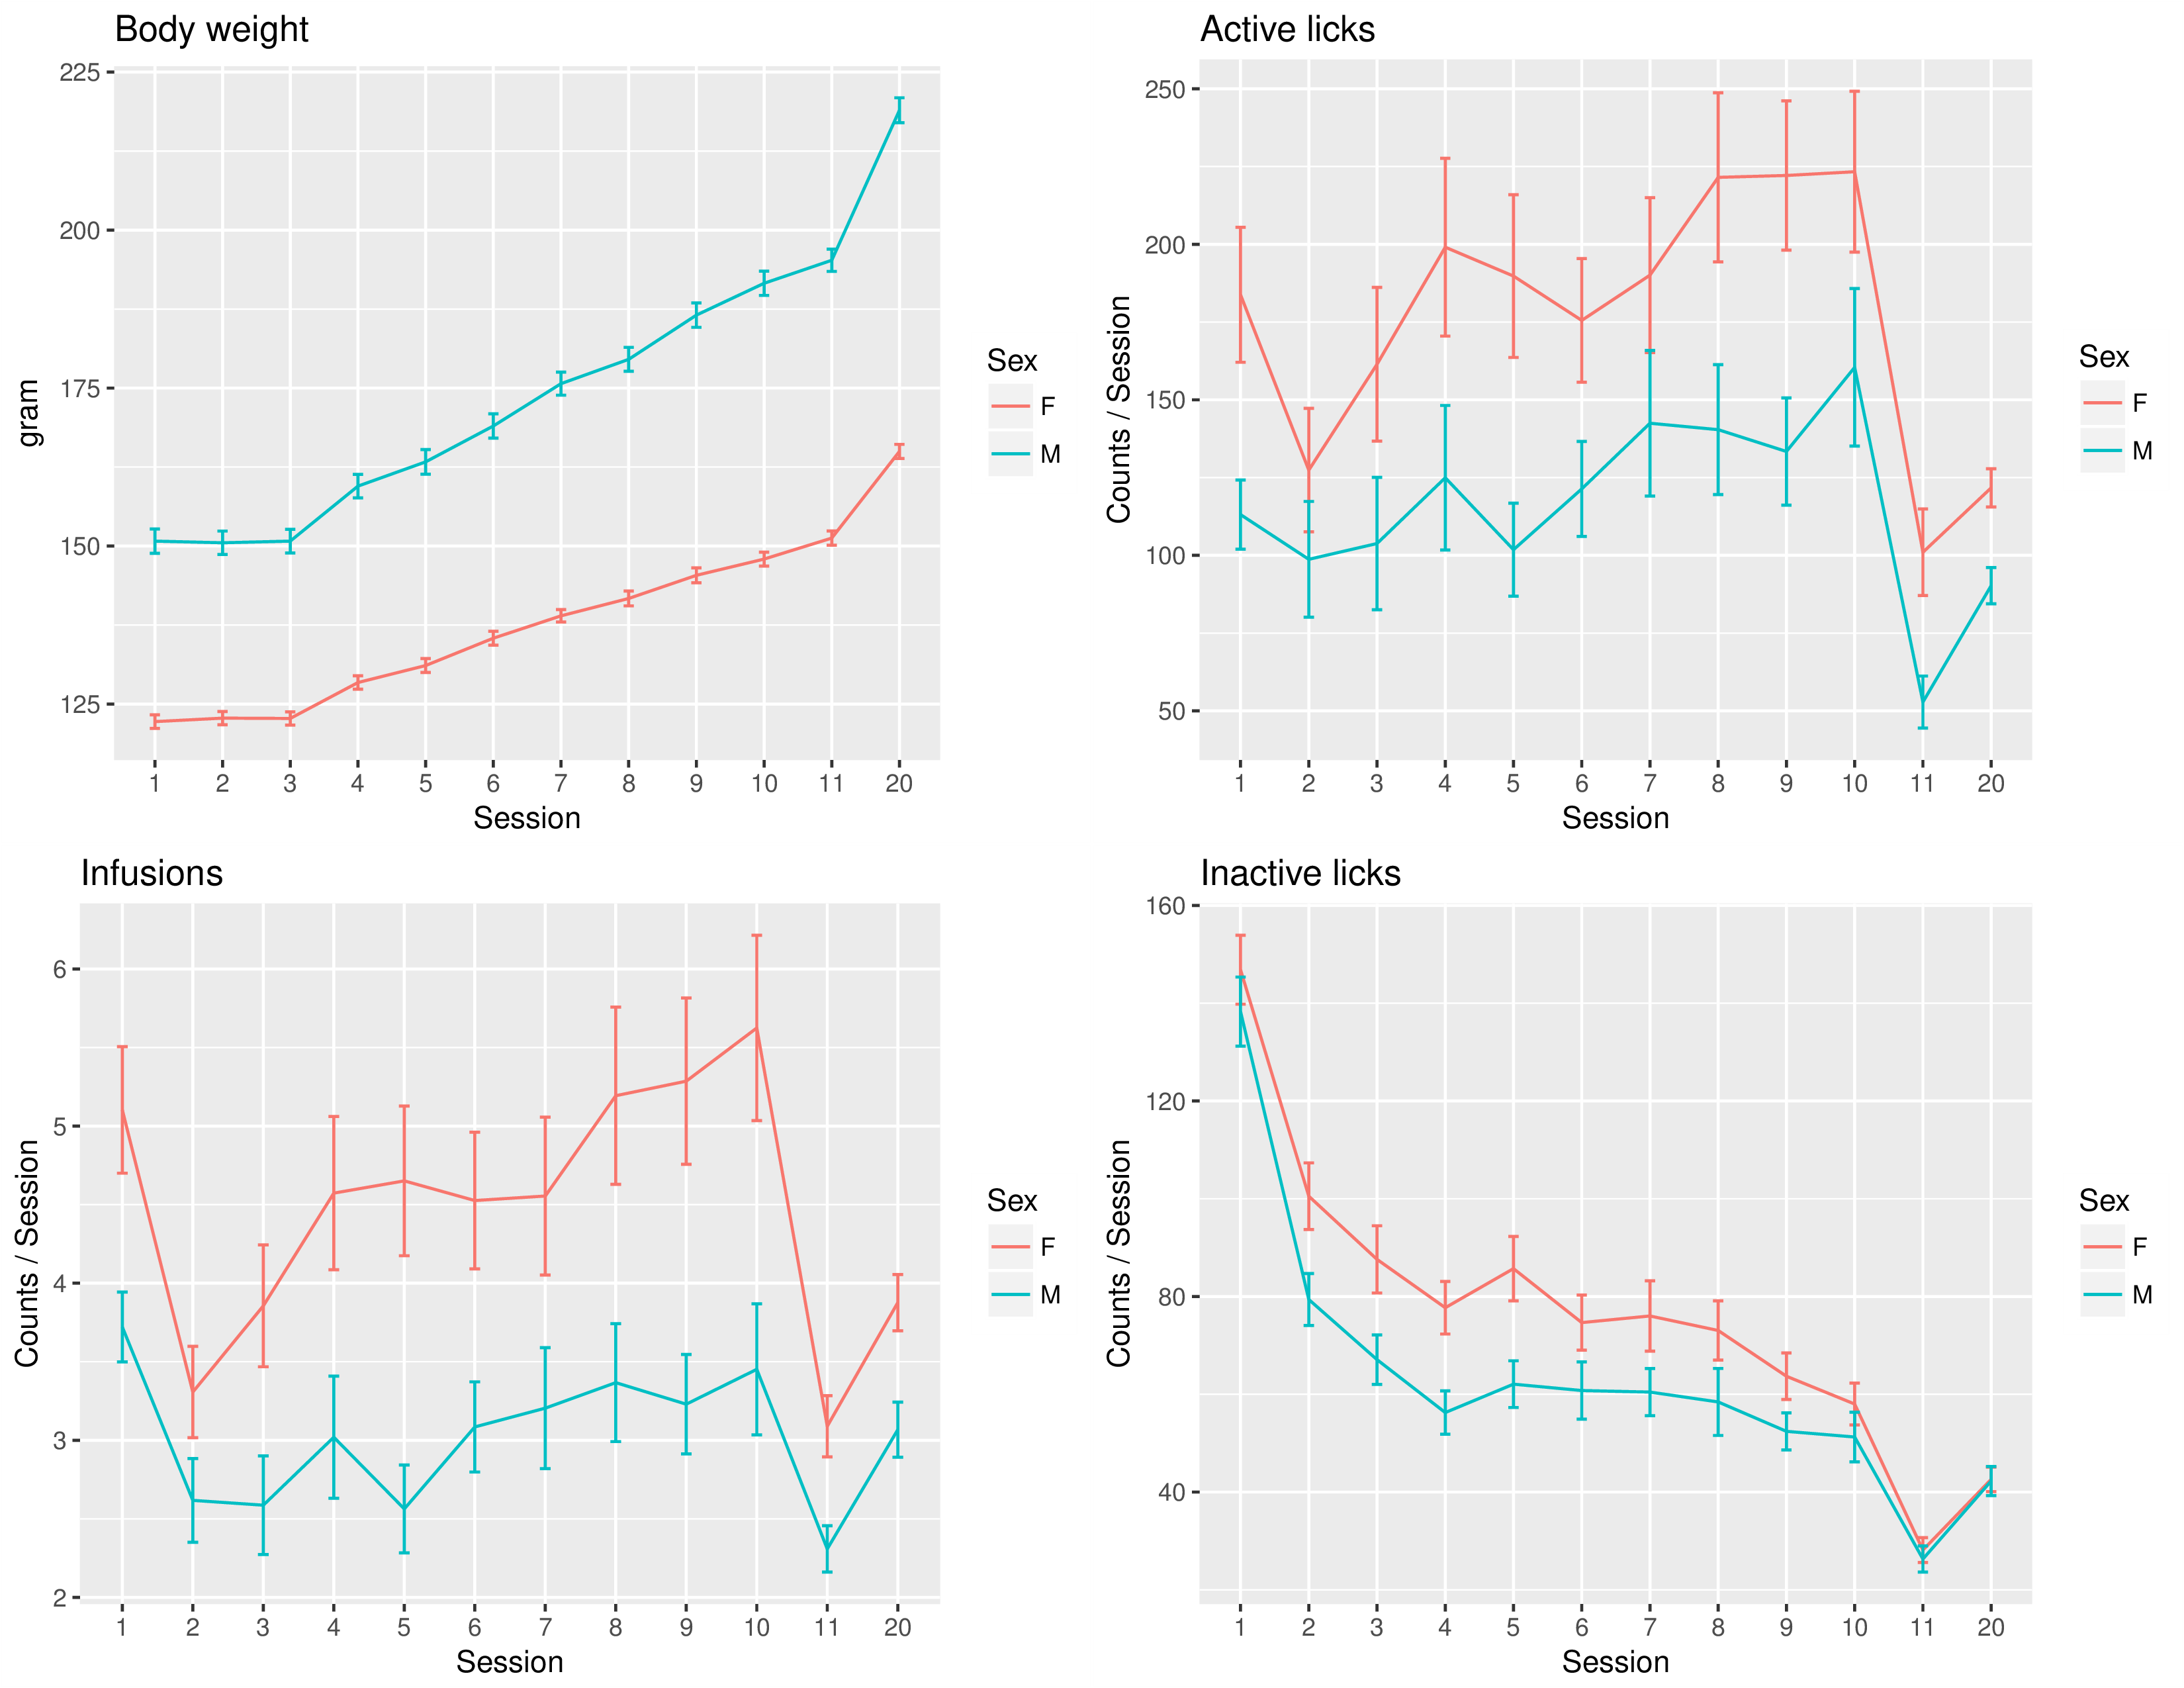 Body weight
225
200
175
150
125
gram
1 2 3 4 5 6 7 8 9 10 11 20
Session
Sex
F
M
Active licks
250
200
150
100
50
Counts / Session
1 2 3 4 5 6 7 8 9 10 11 20
Session
Sex
F
M
Infusions
6
5
4
3
2
Counts / Session
1 2 3 4 5 6 7 8 9 10 11 20
Session
Sex
F
M
Inactive licks
160
120
80
40
Counts / Session
1 2 3 4 5 6 7 8 9 10 11 20
Session
Sex
F
M